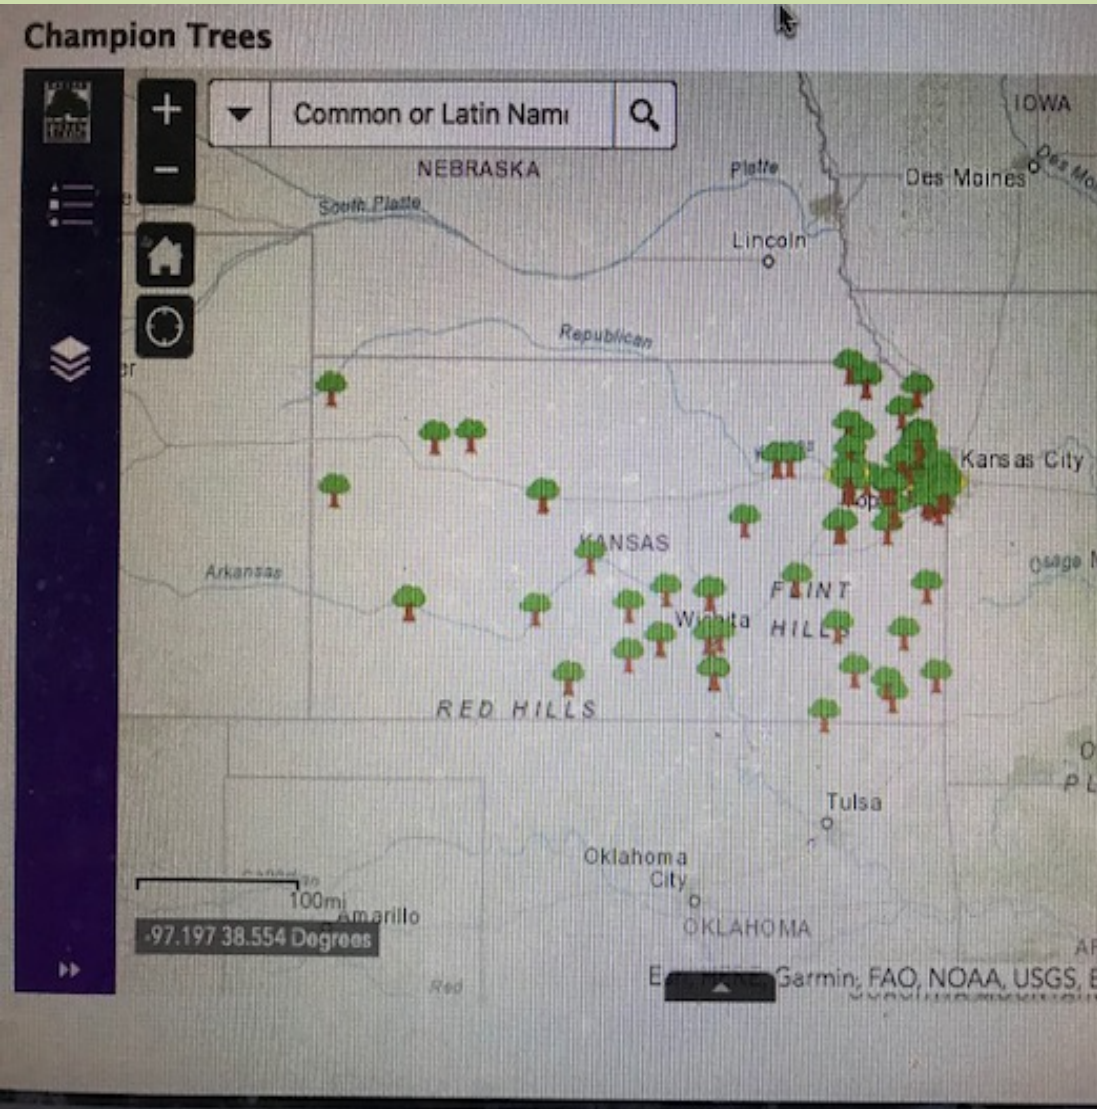 Champion Trees
+
Common or Latin Nam
−
IOWA
NEBRASKA
Platte
Des Moines
South Platte
Lincoln
Republican
er
Kansas City
KANSAS
Arkansas
Osage
FLINT
Wichita
HILLS
RED HILLS
Tulsa
Oklahoma
City
100mi
Amarillo
-97.197 38.554 Degrees
OKLAHOMA
Red
Garmin, FAO, NOAA, USGS, E